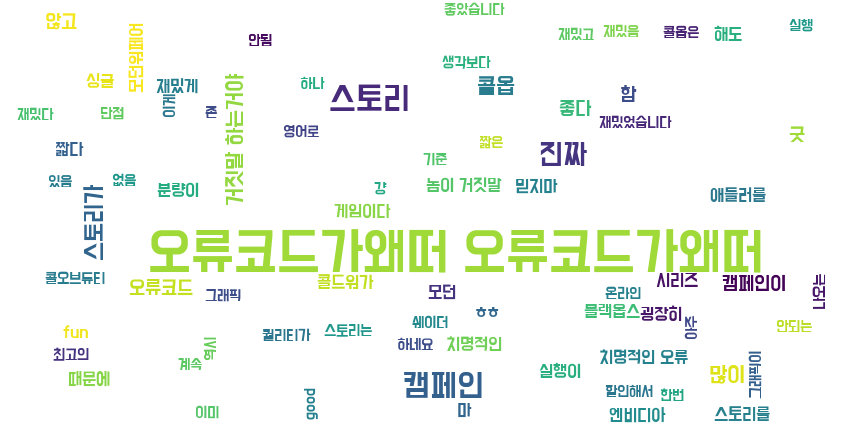 좋았습니다
않고
모던워페어
안됨
재밌고
재밌음
콜옵은
해도
실행
생각보다
싱글
재밌게
거짓말 하는거야
하나
스토리
콜옵
함
좋다
이게
존
재밌다
단점
영어로
재밌었습니다
진짜
짧은
굿
짧다
기준
있음
없음
분량이
걍
놈이 거짓말
믿지마
애들러를
스토리가
게임이다
오류코드가왜떠 오류코드가왜떠
콜오브듀티
오류코드
그래픽
콜드워가
모던
시리즈
캠페인이
온라인
나오는
블랙옵스
굉장히
ㅎㅎ
쉐이더
안되는
fun
퀄리티가
스토리는
하네요
치명적인
역시
최고의
계속
치명적인 오류
그래픽이
때문에
캠페인
실행이
많이
good
할인해서
한번
이미
마
엔비디아
스토리를